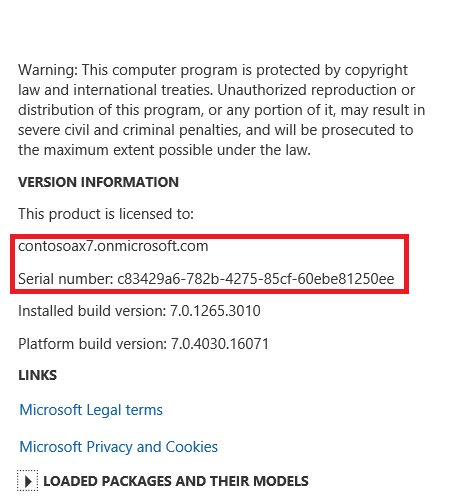 Warning: This computer program is protected by copyright
law and international treaties. Unauthorized reproduction or
distribution of this program, or any portion of it, may result in
severe civil and criminal penalties, and will be prosecuted to
the maximum extent possible under the law.
VERSION INFORMATION
This product is licensed to:
contosoax7.onmicrosoft.com
Serial number: c83429a6-782b-4275-85cf-60ebe81250ee
Installed build version: 7.0.1265.3010
Platform build version: 7.0.4030.16071
LINKS
Microsoft Legal terms
Microsoft Privacy and Cookies
LOADED PACKAGES AND THEIR MODELS